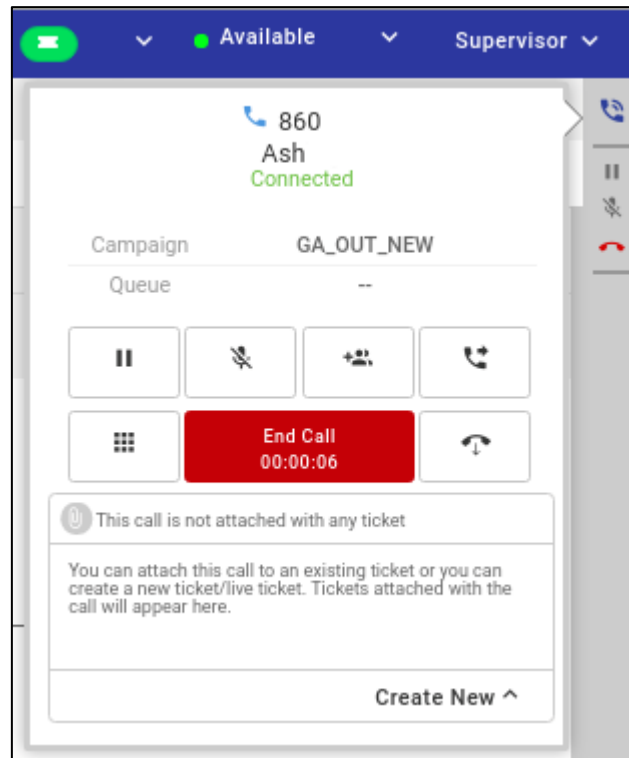 Available Supervisor
860
Ash
Connected
Campaign GA_OUT_NEW
Queue --
End Call
00:00:06
This call is not attached with any ticket
You can attach this call to an existing ticket or you can
create a new ticket/live ticket. Tickets attached with the
call will appear here.
Create New